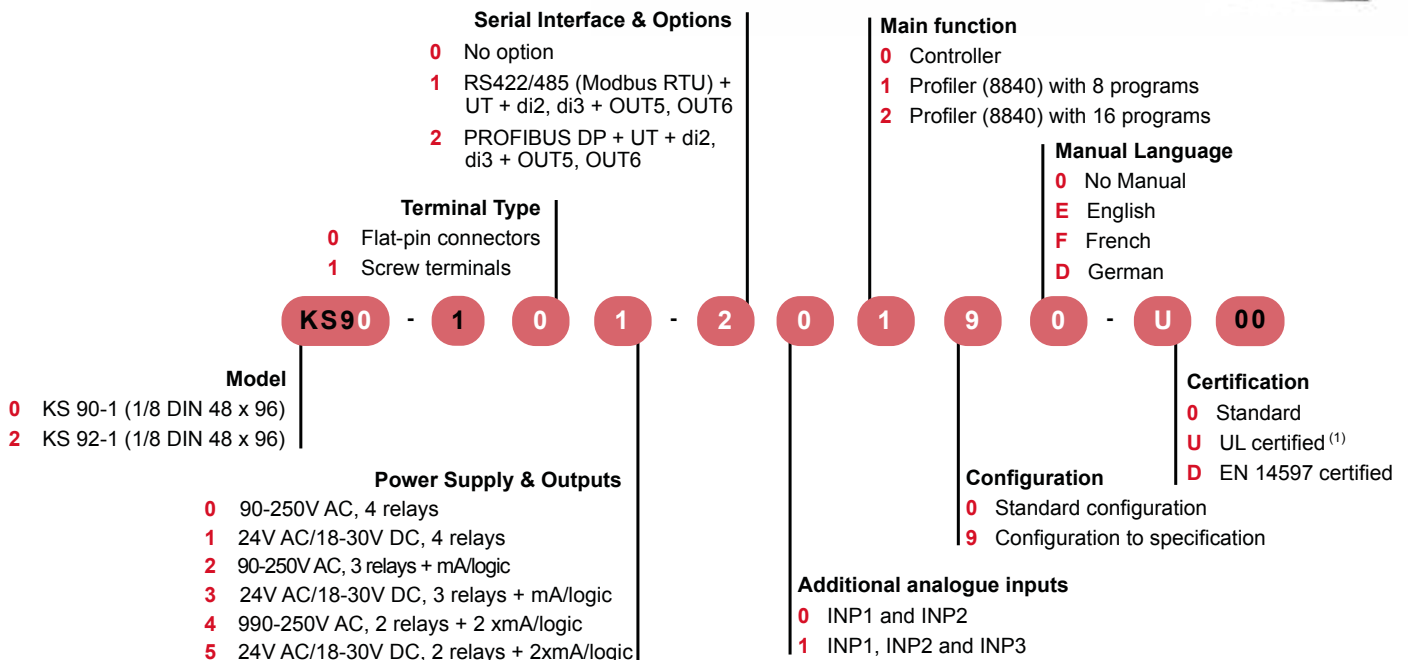 Serial Interface & Options
0 No option
1 RS422/485 (Modbus RTU) +
UT + di2, di3 + OUT5, OUT6
2 PROFIBUS DP + UT + di2,
di3 + OUT5, OUT6
Main function
0 Controller
1 Profiler (8840) with 8 programs
2 Profiler (8840) with 16 programs
Manual Language
0 No Manual
E English
F French
D German
Terminal Type
0 Flat-pin connectors
1 Screw terminals
KS90 - 1 0 1 - 2 0 1 9 0 - U 00
Model
0 KS 90-1 (1/8 DIN 48 x 96)
2 KS 92-1 (1/8 DIN 48 x 96)
Power Supply & Outputs
0 90-250V AC, 4 relays
1 24V AC/18-30V DC, 4 relays
2 90-250V AC, 3 relays + mA/logic
3 24V AC/18-30V DC, 3 relays + mA/logic
4 990-250V AC, 2 relays + 2 xmA/logic
5 24V AC/18-30V DC, 2 relays + 2xmA/logic
Additional analogue inputs
0 INP1 and INP2
1 INP1, INP2 and INP3
Configuration
0 Standard configuration
9 Configuration to specification
Certification
0 Standard
U UL certified (1)
D EN 14597 certified